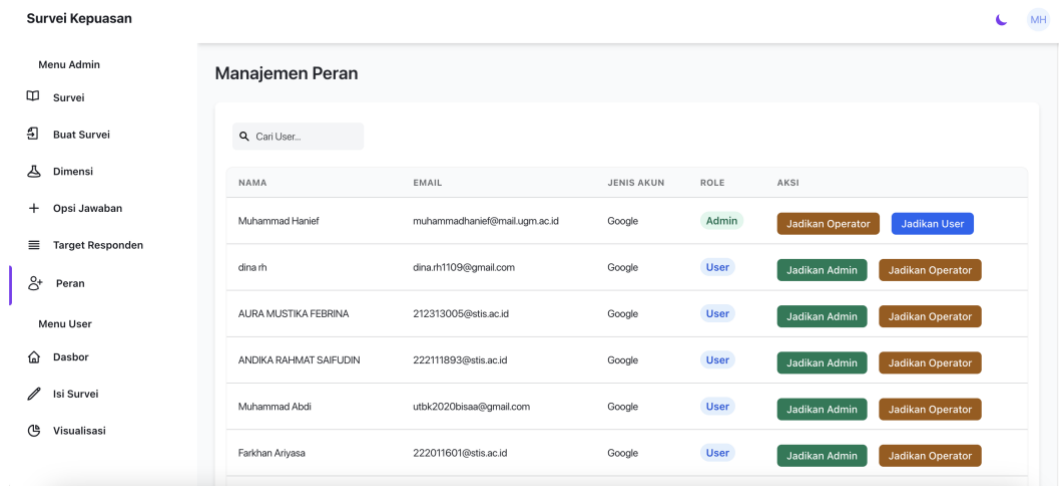 Survei Kepuasan
MH
Menu Admin
Survei
Buat Survei
Dimensi
Opsi Jawaban
Target Responden
Peran
Menu User
Dasbor
Isi Survei
Visualisasi
Manajemen Peran
Cari User...
NAMA EMAIL JENIS AKUN ROLE AKSI
Muhammad Hanief muhammadhanief@mail.ugm.ac.id Google Admin Jadikan Operator Jadikan User
dina rh dina.rh1109@gmail.com Google User Jadikan Admin Jadikan Operator
AURA MUSTIKA FEBRINA 212313005@stis.ac.id Google User Jadikan Admin Jadikan Operator
ANDIKA RAHMAT SAIFUDIN 222111893@stis.ac.id Google User Jadikan Admin Jadikan Operator
Muhammad Abdi utbk2020bisaa@gmail.com Google User Jadikan Admin Jadikan Operator
Farkhan Ariyasa 222011601@stis.ac.id Google User Jadikan Admin Jadikan Operator